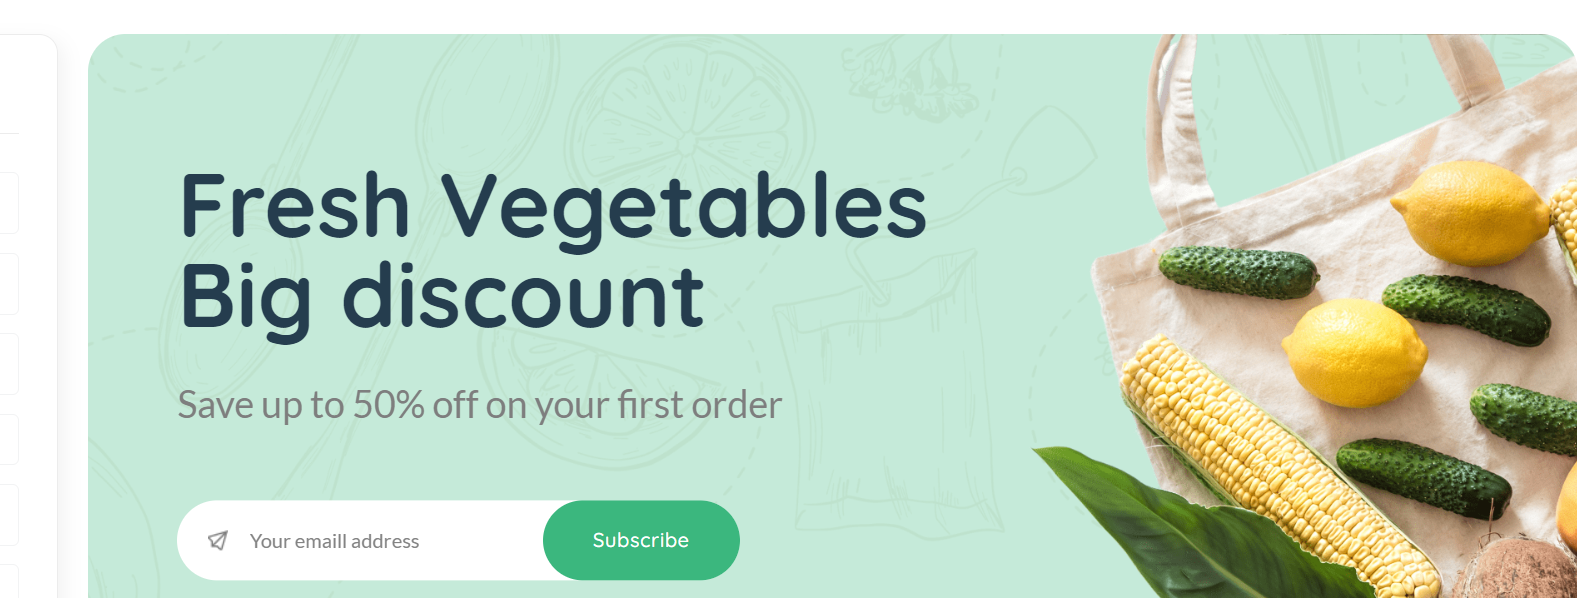 Fresh Vegetables
Big discount
Save up to 50% off on your first order
Your emaill address
Subscribe